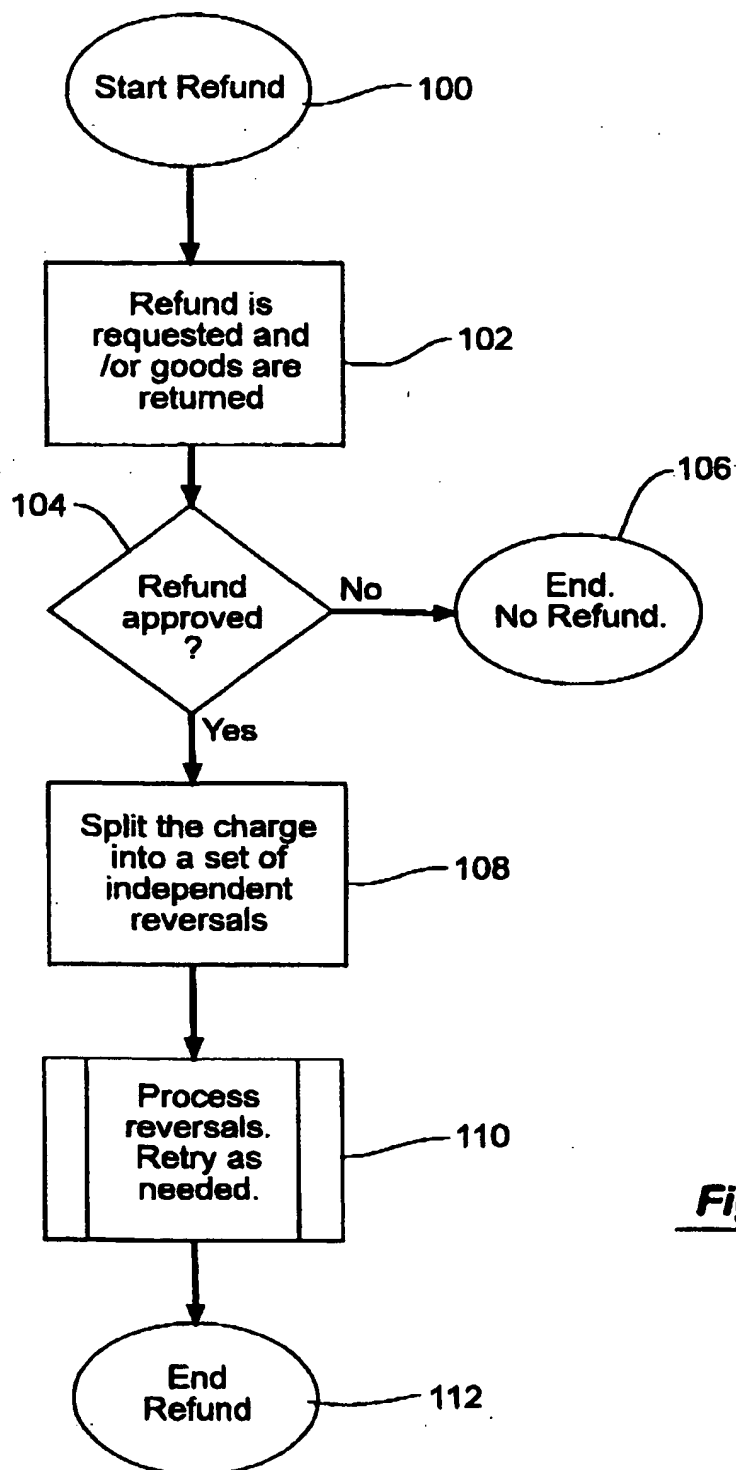 Start Refund
100
Refund is
requested and
/or goods are
returned
102
104
106
Refund
approved
?
No
End.
No Refund.
Yes
Split the charge
into a set of
independent
reversals
108
Process
reversals.
Retry as
needed.
110
End
Refund
112